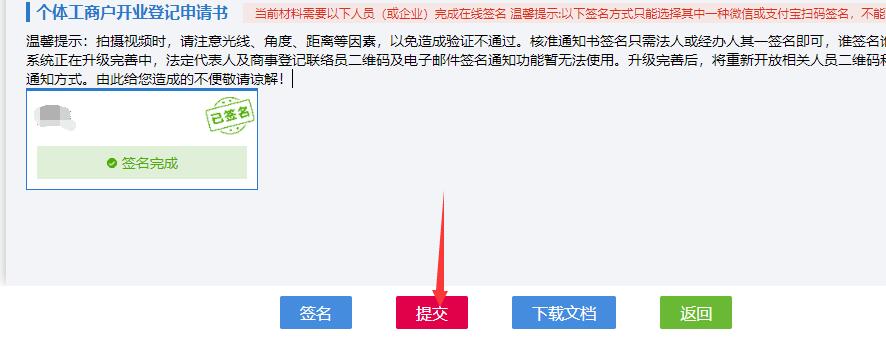 个体工商户开业登记申请书 当前材料需要以下人员（或企业）完成在线签名 温馨提示:以下签名方式只能选择其中一种微信或支付宝扫码签名，不能
温馨提示：拍摄视频时，请注意光线、角度、距离等因素，以免造成验证不通过。核准通知书签名只需法人或经办人其一签名即可，谁签名
系统正在升级完善中，法定代表人及商事登记联络员二维码及电子邮件签名通知功能暂无法使用。升级完善后，将重新开放相关人员二维码
通知方式。由此给您造成的不便敬请谅解！
已签名
签名完成
签名 提交 下载文档 返回